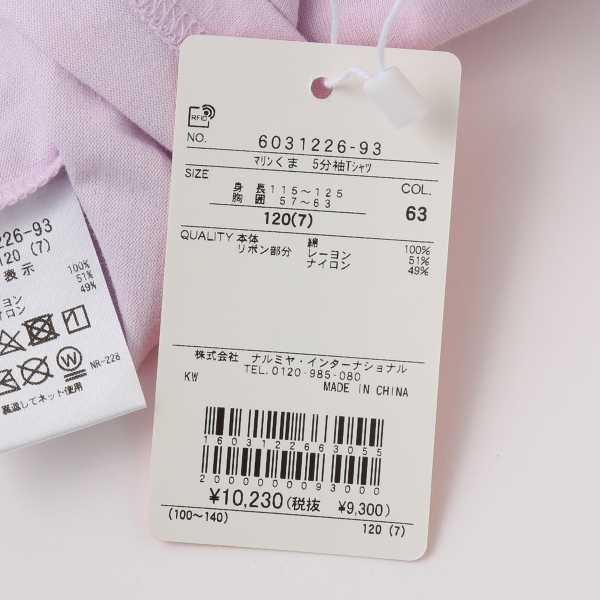 RFID
NO. 6031226-93
マリンくま 5分袖Tシャツ
SIZE
身長115～125
胸囲 57～63
COL.
120(7)
63
QUALITY 本体 綿 100%
リボン部分 レーヨン 51%
ナイロン 49%
株式会社 ナルミヤ・インターナショナル
TEL.0120-985-080
KW
MADE IN CHINA
1603122663055
2000000093000
¥10,230(税抜 ¥9,300)
(100～140)
120 (7)
226-93
120 (7)
表示
100%
51%
ヨン 49%
ロン
NR-228
裏返してネット使用